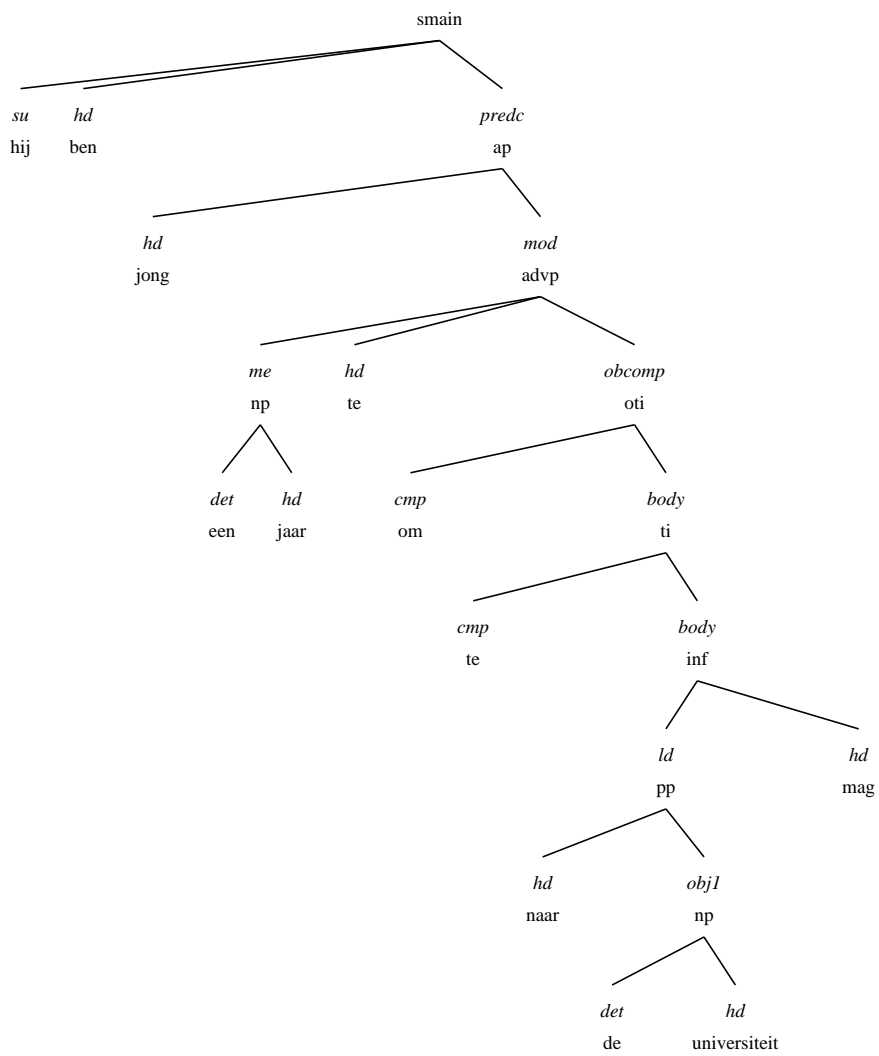 smain
su hd predc
hij ben ap
hd mod
jong advp
me hd obcomp
np te oti
det hd cmp body
een jaar om ti
cmp body
te inf
ld hd
pp mag
hd obj1
naar np
det hd
de universiteit